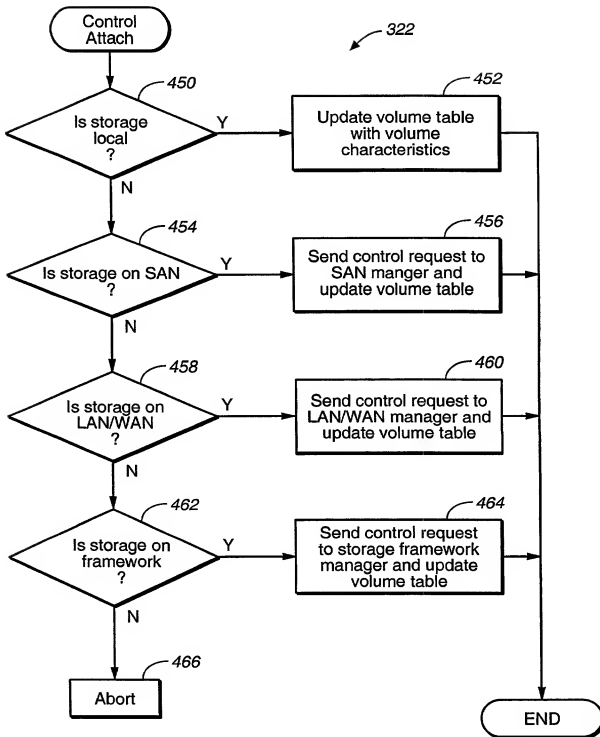 Control
Attach
322
450
Is storage
local
?
Y
N
452
Update volume table
with volume
characteristics
454
Is storage on SAN
?
Y
N
456
Send control request to
SAN manger and
update volume table
458
Is storage on
LAN/WAN
?
Y
N
460
Send control request to
LAN/WAN manager and
update volume table
462
Is storage on
framework
?
Y
N
464
Send control request
to storage framework
manager and update
volume table
466
Abort
END